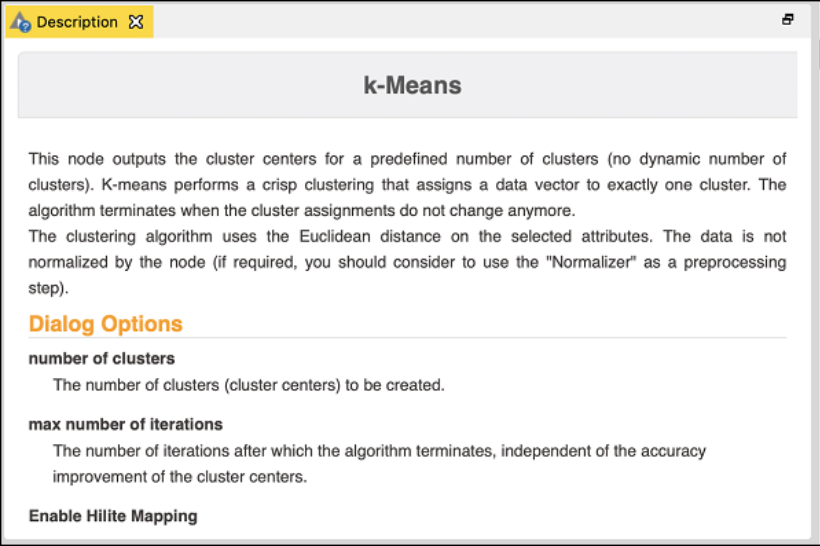 Description
k-Means
This node outputs the cluster centers for a predefined number of clusters (no dynamic number of
clusters). K-means performs a crisp clustering that assigns a data vector to exactly one cluster. The
algorithm terminates when the cluster assignments do not change anymore.
The clustering algorithm uses the Euclidean distance on the selected attributes. The data is not
normalized by the node (if required, you should consider to use the "Normalizer" as a preprocessing
step).
Dialog Options
number of clusters
The number of clusters (cluster centers) to be created.
max number of iterations
The number of iterations after which the algorithm terminates, independent of the accuracy
improvement of the cluster centers.
Enable Hilite Mapping